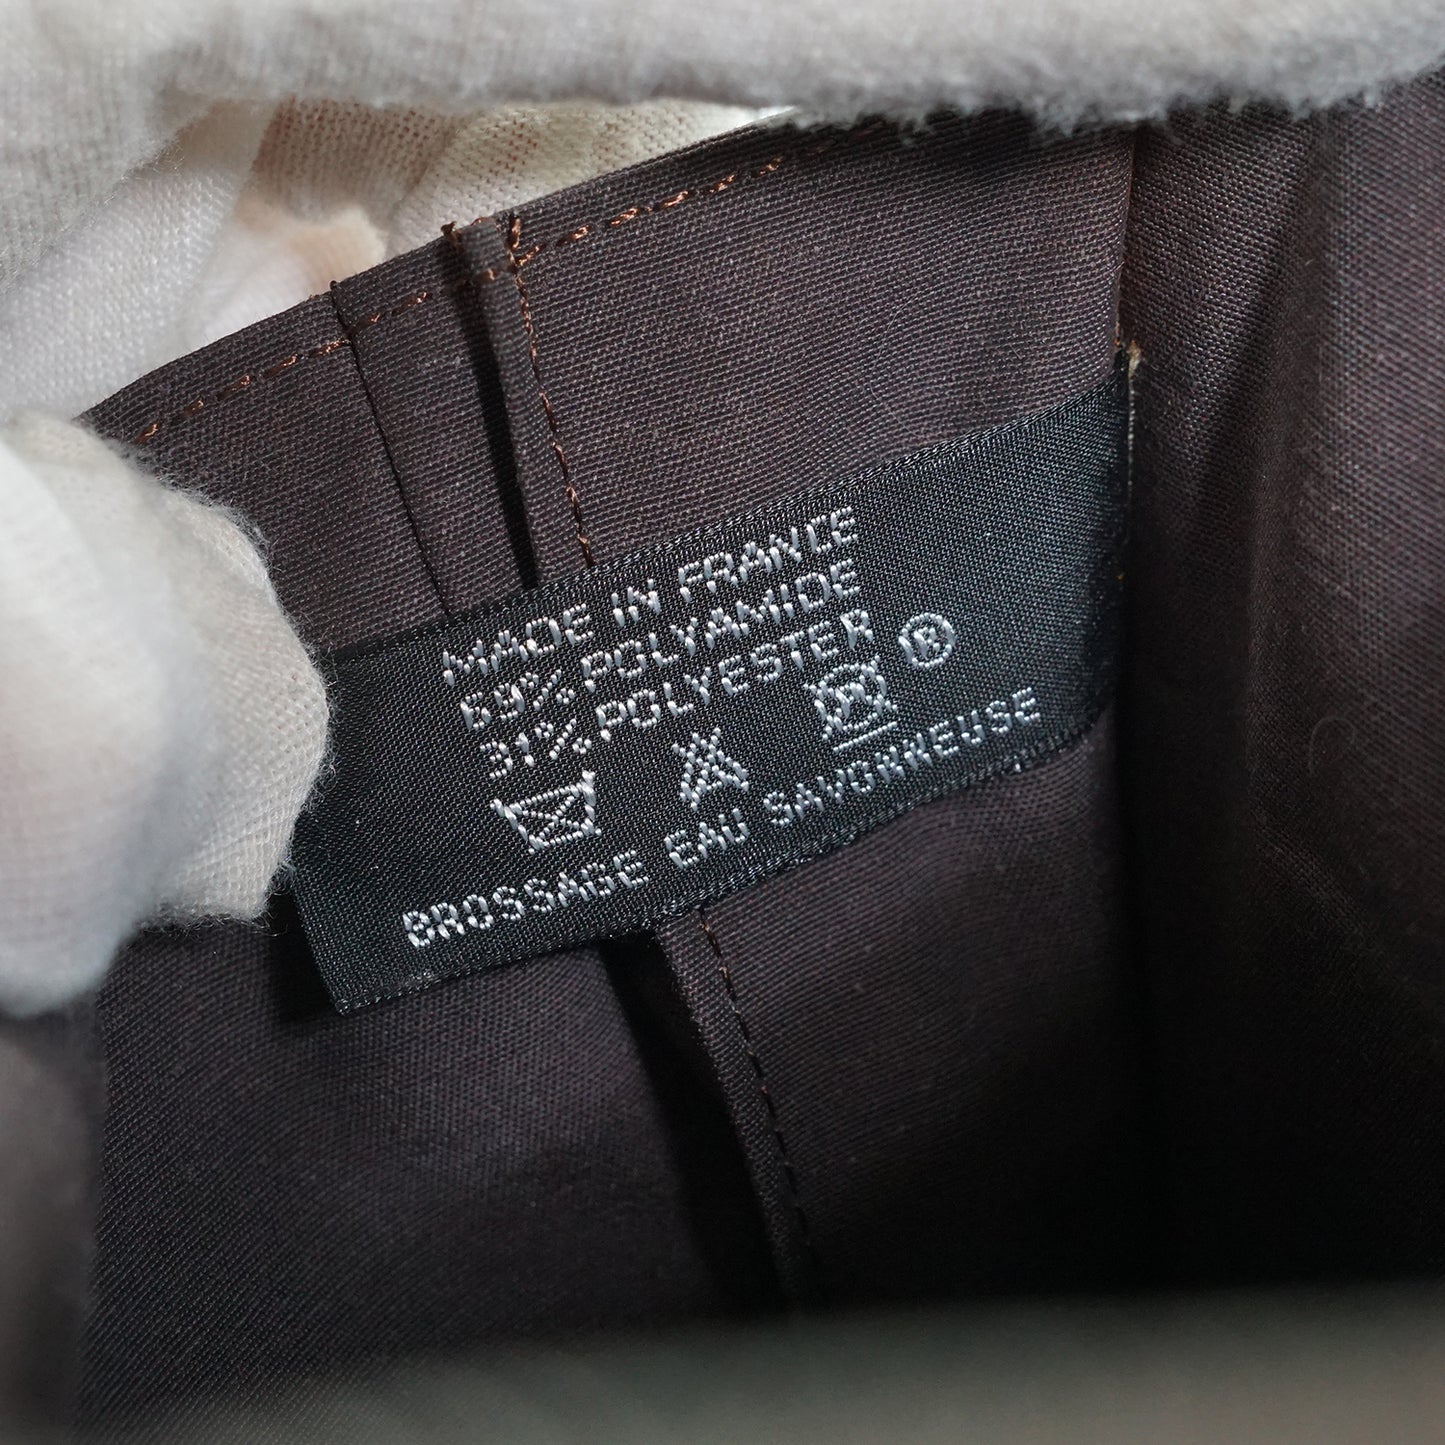 MADE IN FRANCE
69% POLYAMIDE
31% POLYESTER
®
BROSSAGE EAU SAVONNEUSE